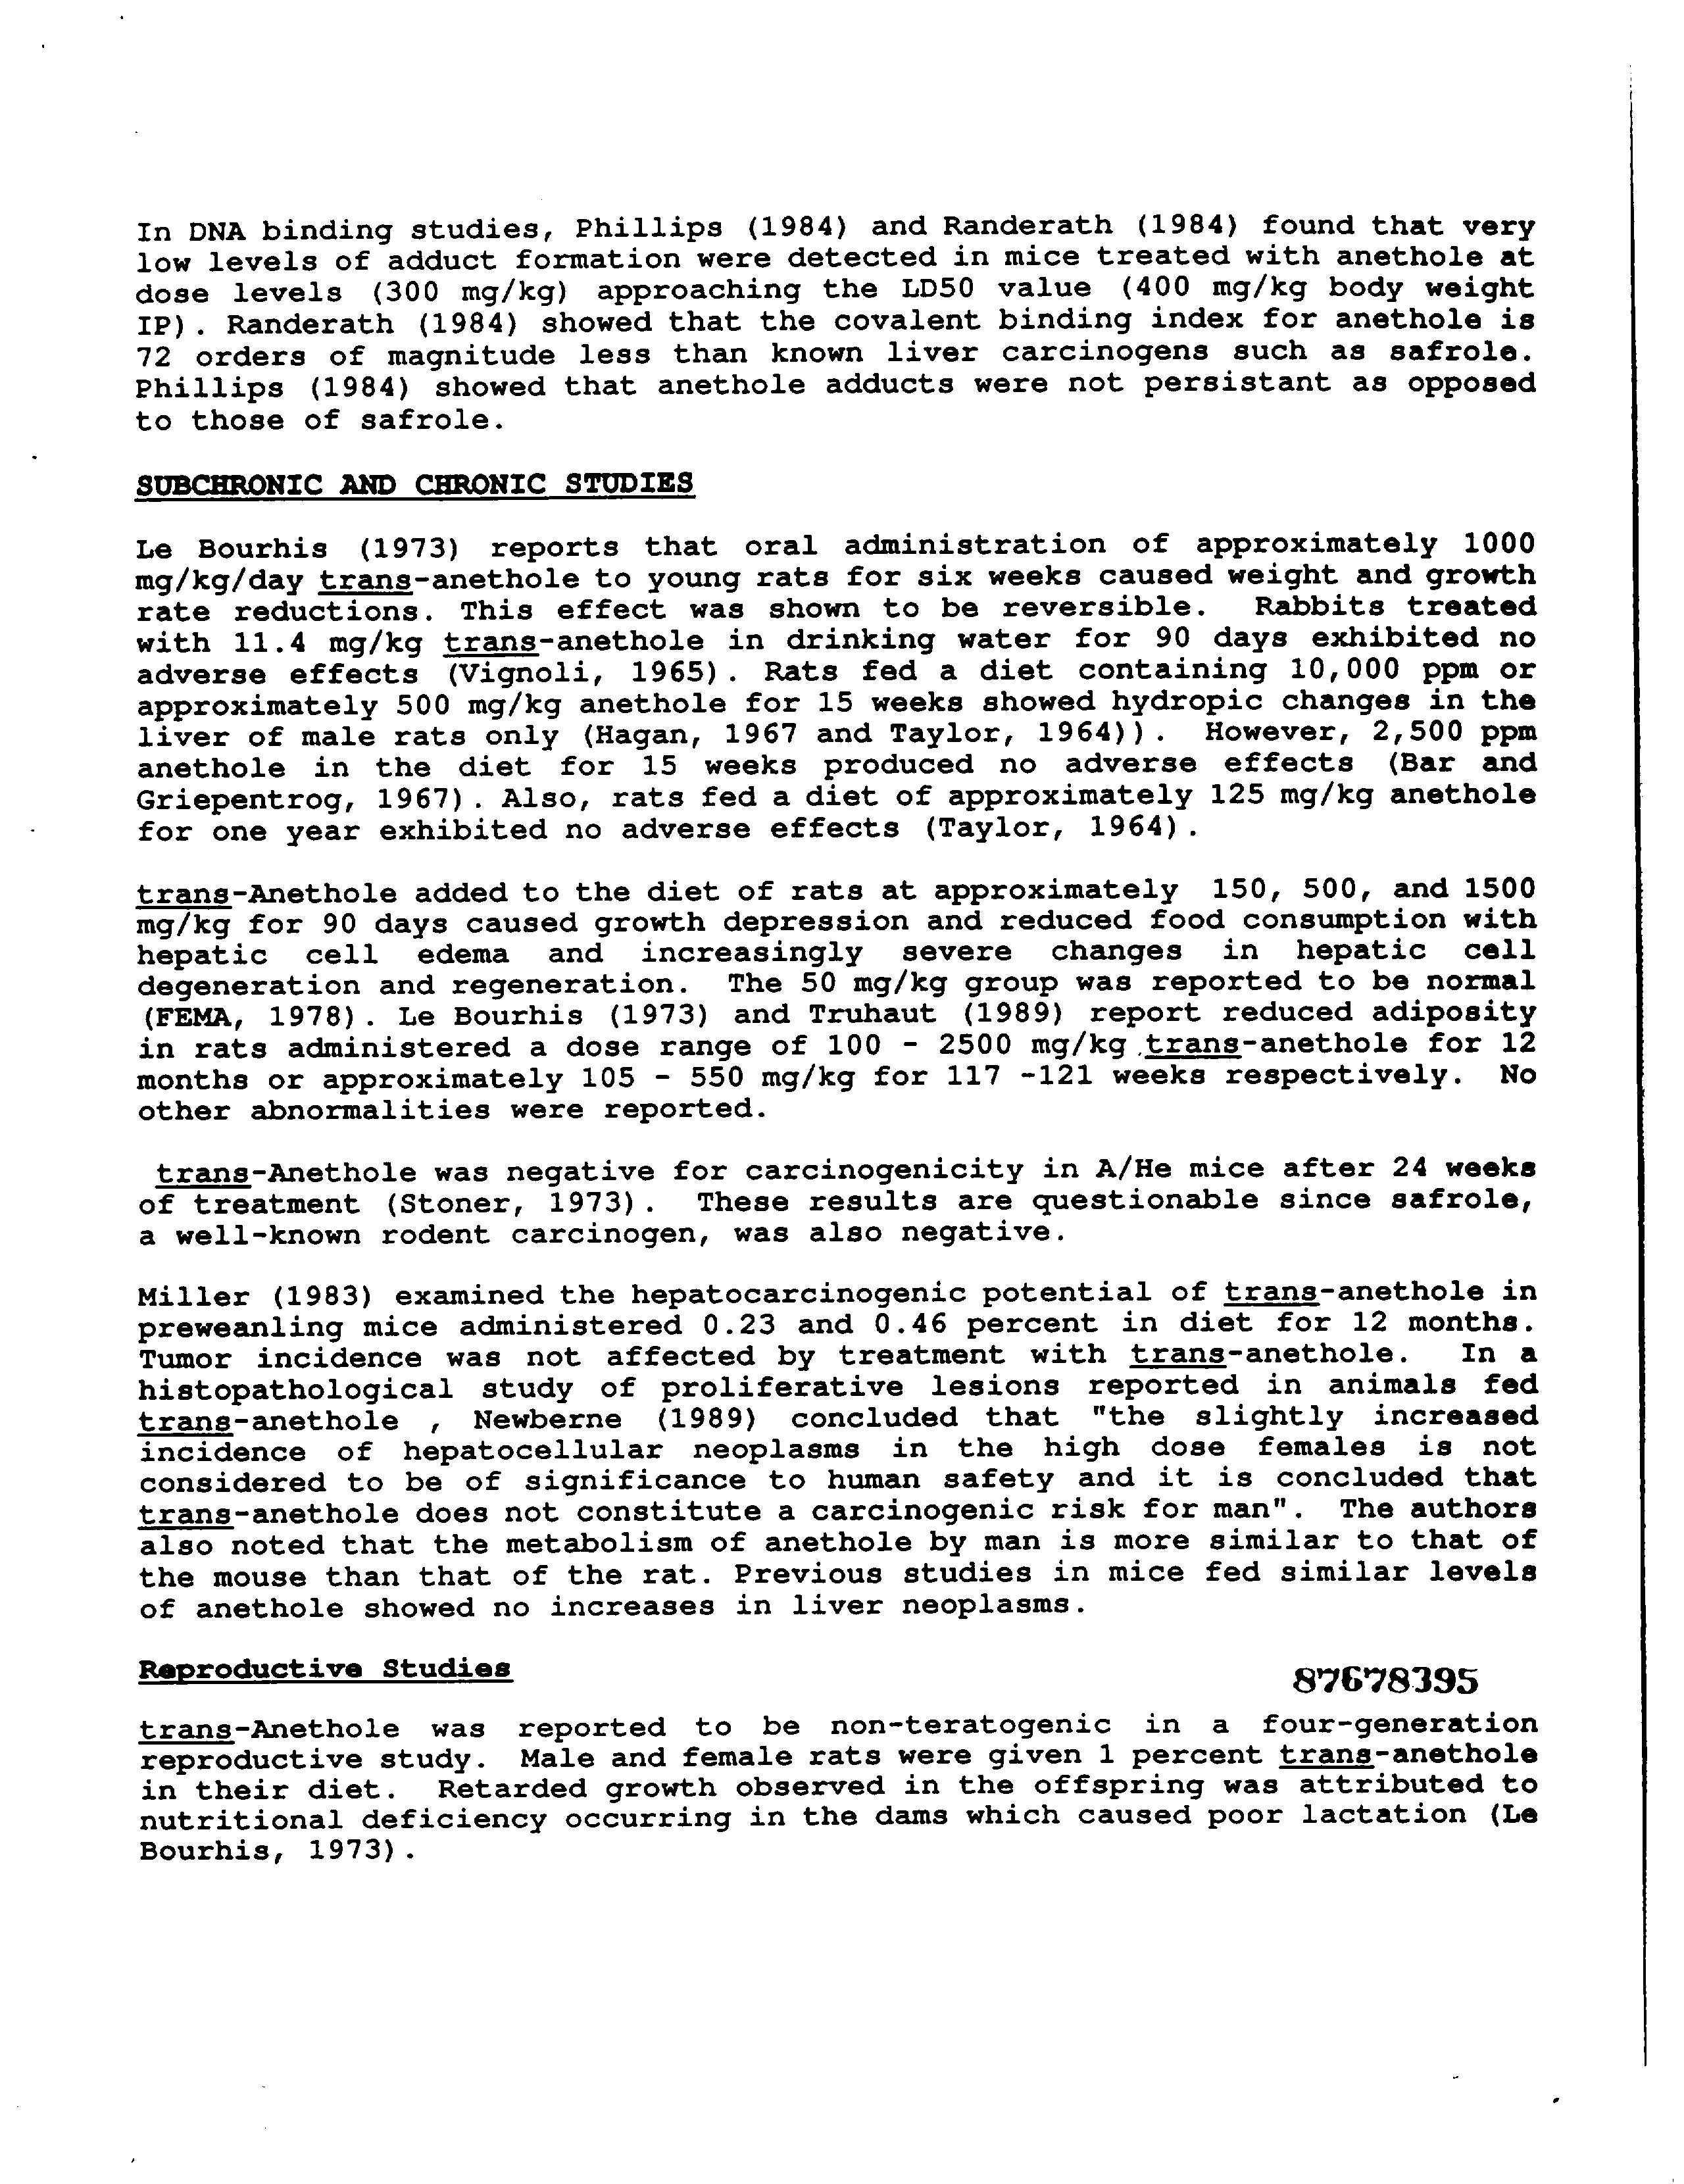 In DNA binding studies, Phillips (1984) and Randerath (1984) found that very
low levels of adduct formation were detected in mice treated with anethole at
dose levels (300 mg/kg) approaching the LD50 value (400 mg/kg body weight
IP). Randerath (1984) showed that the covalent binding index for anethole is
72 orders of magnitude less than known liver carcinogens such as safrole.
Phillips (1984) showed that anethole adducts were not persistant as opposed
to those of safrole.
SUBCHRONIC AND CHRONIC STUDIES
Le Bourhis (1973) reports that oral administration of approximately 1000
mg/kg/day trans-anethole to young rats for six weeks caused weight and growth
rate reductions. This effect was shown to be reversible. Rabbits treated
with 11.4 mg/kg trans-anethole in drinking water for 90 days exhibited no
adverse effects (Vignoli, 1965). Rats fed a diet containing 10,000 ppm or
approximately 500 mg/kg anethole for 15 weeks showed hydropic changes in the
liver of male rats only (Hagan, 1967 and Taylor, 1964)). However, 2,500 ppm
anethole in the diet for 15 weeks produced no adverse effects (Bar and
Griepentrog, 1967). Also, rats fed a diet of approximately 125 mg/kg anethole
for one year exhibited no adverse effects (Taylor, 1964).
trans-Anethole added to the diet of rats at approximately 150, 500, and 1500
mg/kg for 90 days caused growth depression and reduced food consumption with
hepatic cell edema and increasingly severe changes in hepatic cell
degeneration and regeneration. The 50 mg/kg group was reported to be normal
(FEMA, 1978). Le Bourhis (1973) and Truhaut (1989) report reduced adiposity
in rats administered a dose range of 100 - 2500 mg/kg trans-anethole for 12
months or approximately 105 - 550 mg/kg for 117 -121 weeks respectively. No
other abnormalities were reported.
trans-Anethole was negative for carcinogenicity in A/He mice after 24 weeks
of treatment (Stoner, 1973). These results are questionable since safrole,
a well-known rodent carcinogen, was also negative.
Miller (1983) examined the hepatocarcinogenic potential of trans-anethole in
preweanling mice administered 0.23 and 0.46 percent in diet for 12 months.
Tumor incidence was not affected by treatment with trans-anethole. In a
histopathological study of proliferative lesions reported in animals fed
trans-anethole , Newberne (1989) concluded that "the slightly increased
incidence of hepatocellular neoplasms in the high dose females is not
considered to be of significance to human safety and it is concluded that
trans-anethole does not constitute a carcinogenic risk for man". The authors
also noted that the metabolism of anethole by man is more similar to that of
the mouse than that of the rat. Previous studies in mice fed similar levels
of anethole showed no increases in liver neoplasms.
Reproductive Studies
87678395
trans-Anethole was reported to be non-teratogenic in a four-generation
reproductive study. Male and female rats were given 1 percent trans-anethole
in their diet. Retarded growth observed in the offspring was attributed to
nutritional deficiency occurring in the dams which caused poor lactation (Le
Bourhis, 1973).